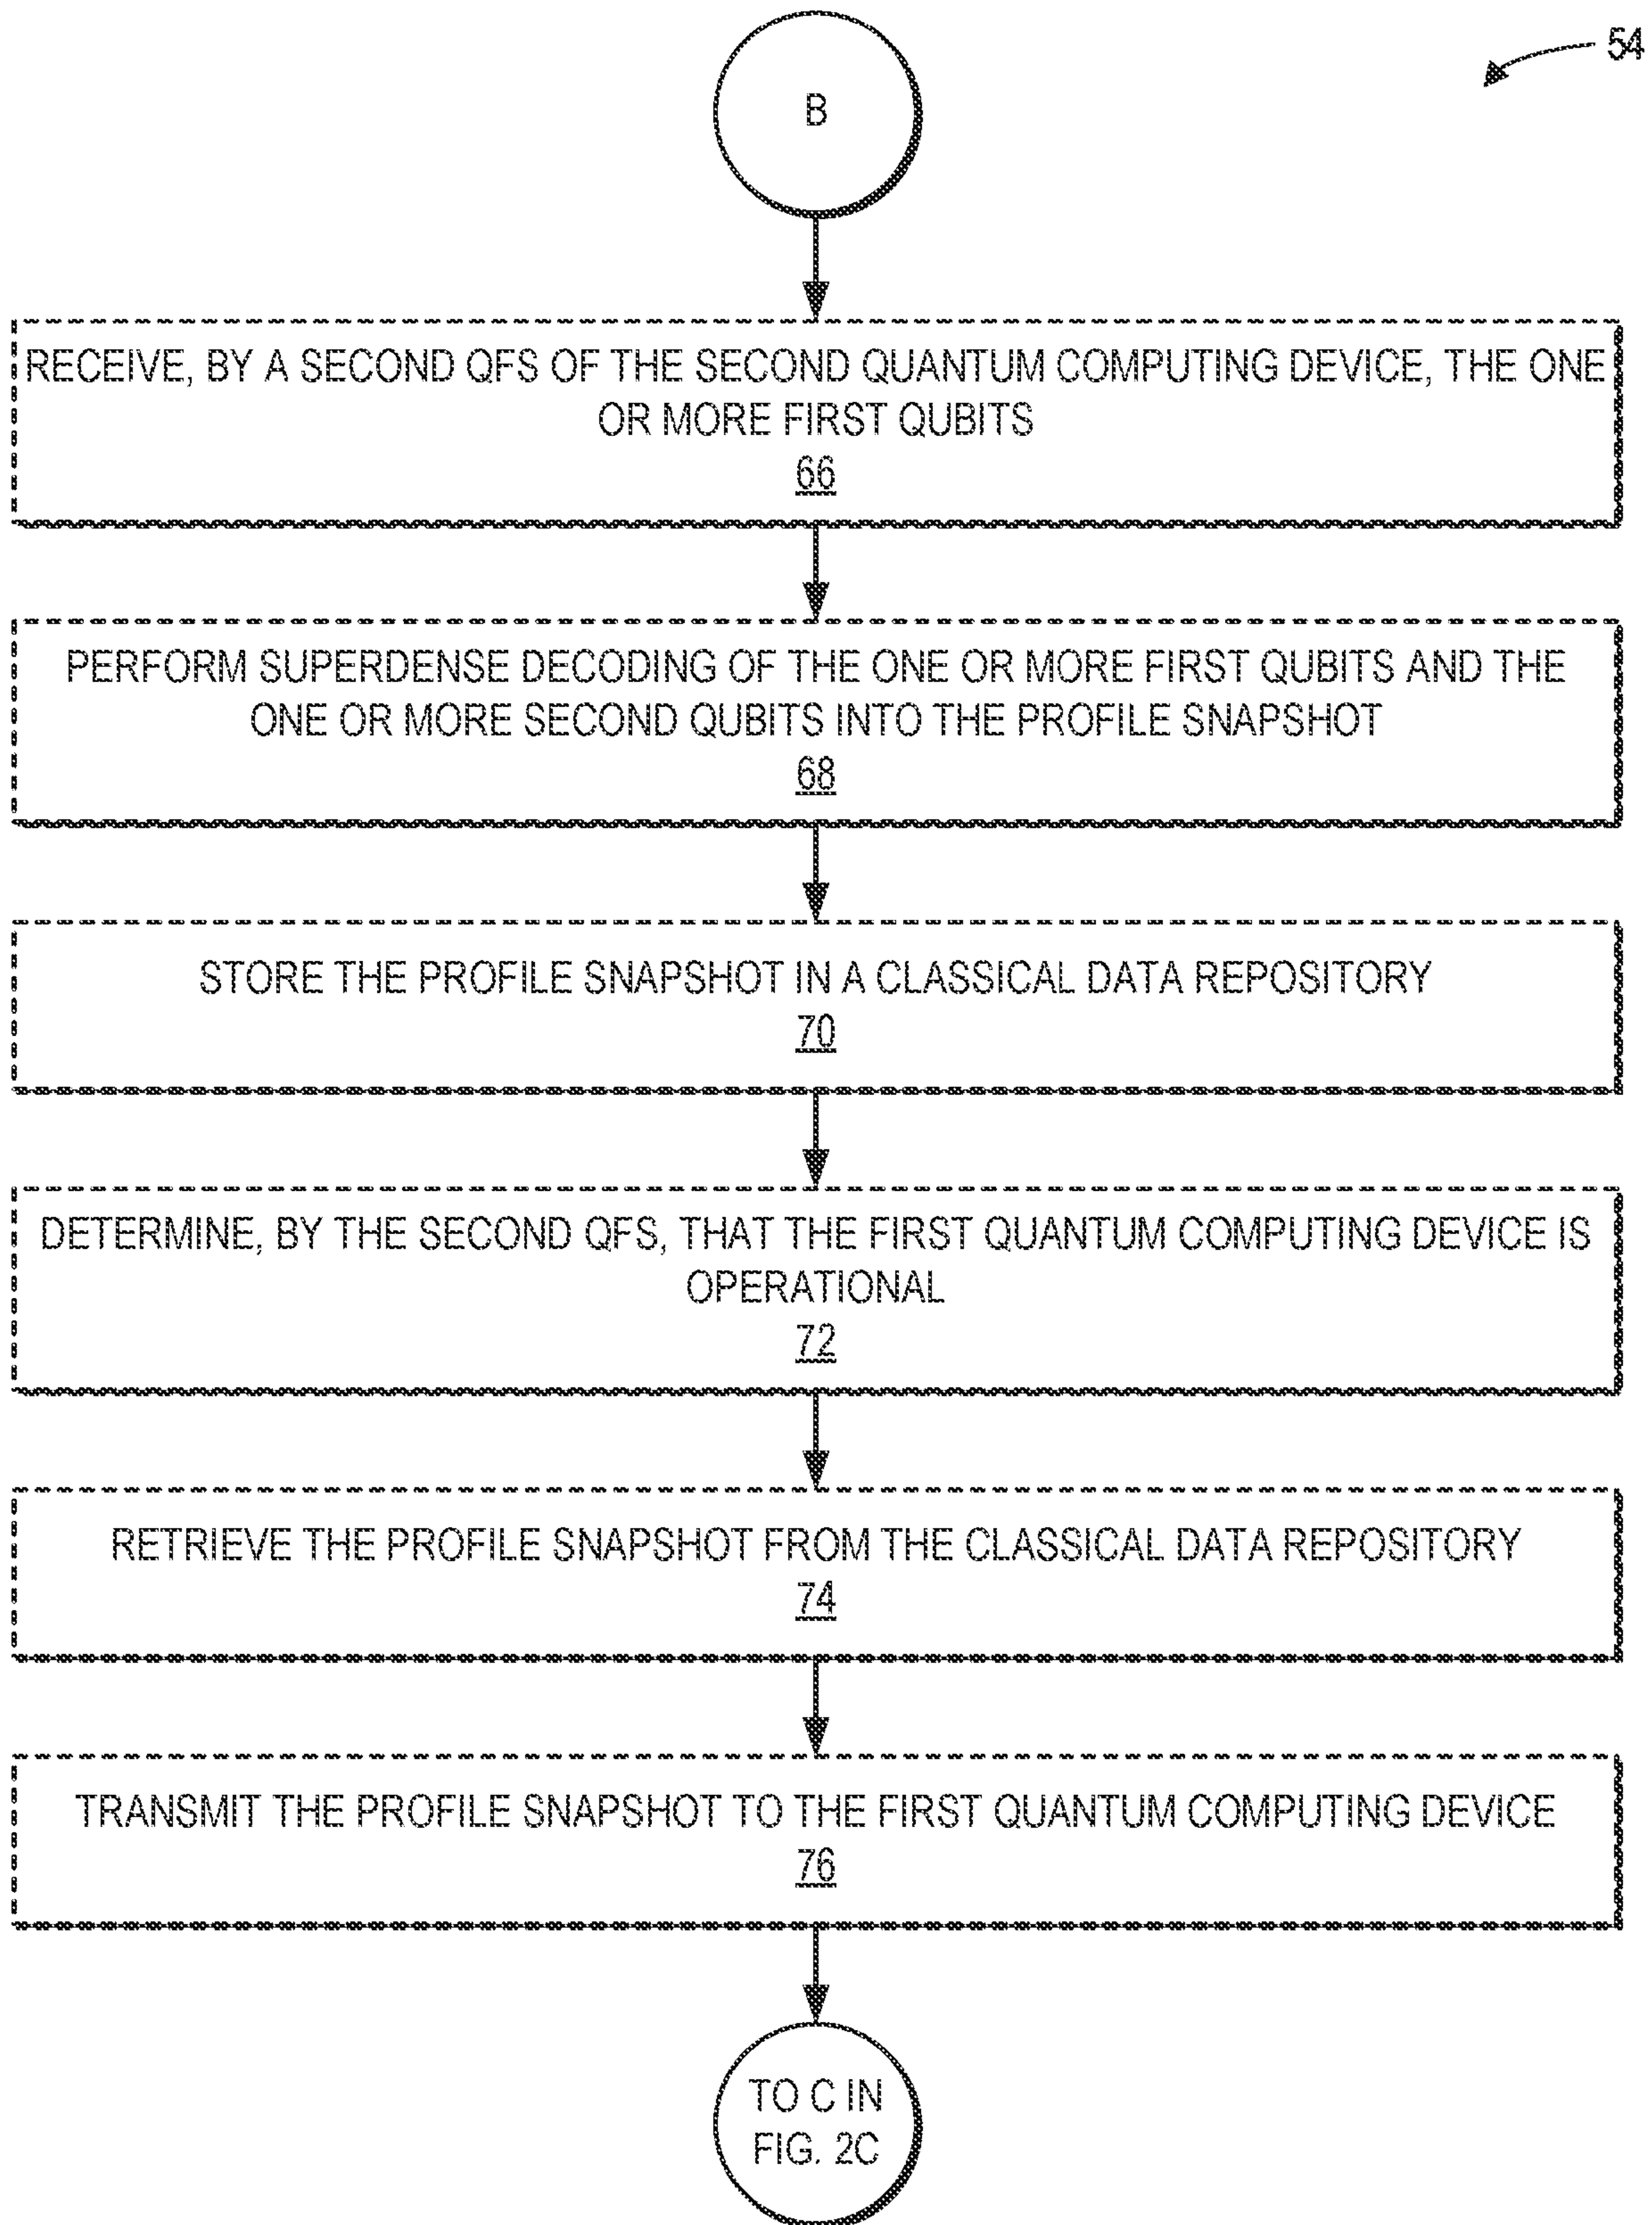 54
B
RECEIVE, BY A SECOND QFS OF THE SECOND QUANTUM COMPUTING DEVICE, THE ONE
OR MORE FIRST QUBITS
66
PERFORM SUPERDENSE DECODING OF THE ONE OR MORE FIRST QUBITS AND THE
ONE OR MORE SECOND QUBITS INTO THE PROFILE SNAPSHOT
68
STORE THE PROFILE SNAPSHOT IN A CLASSICAL DATA REPOSITORY
70
DETERMINE, BY THE SECOND QFS, THAT THE FIRST QUANTUM COMPUTING DEVICE IS
OPERATIONAL
72
RETRIEVE THE PROFILE SNAPSHOT FROM THE CLASSICAL DATA REPOSITORY
74
TRANSMIT THE PROFILE SNAPSHOT TO THE FIRST QUANTUM COMPUTING DEVICE
76
TO C IN
FIG. 2C